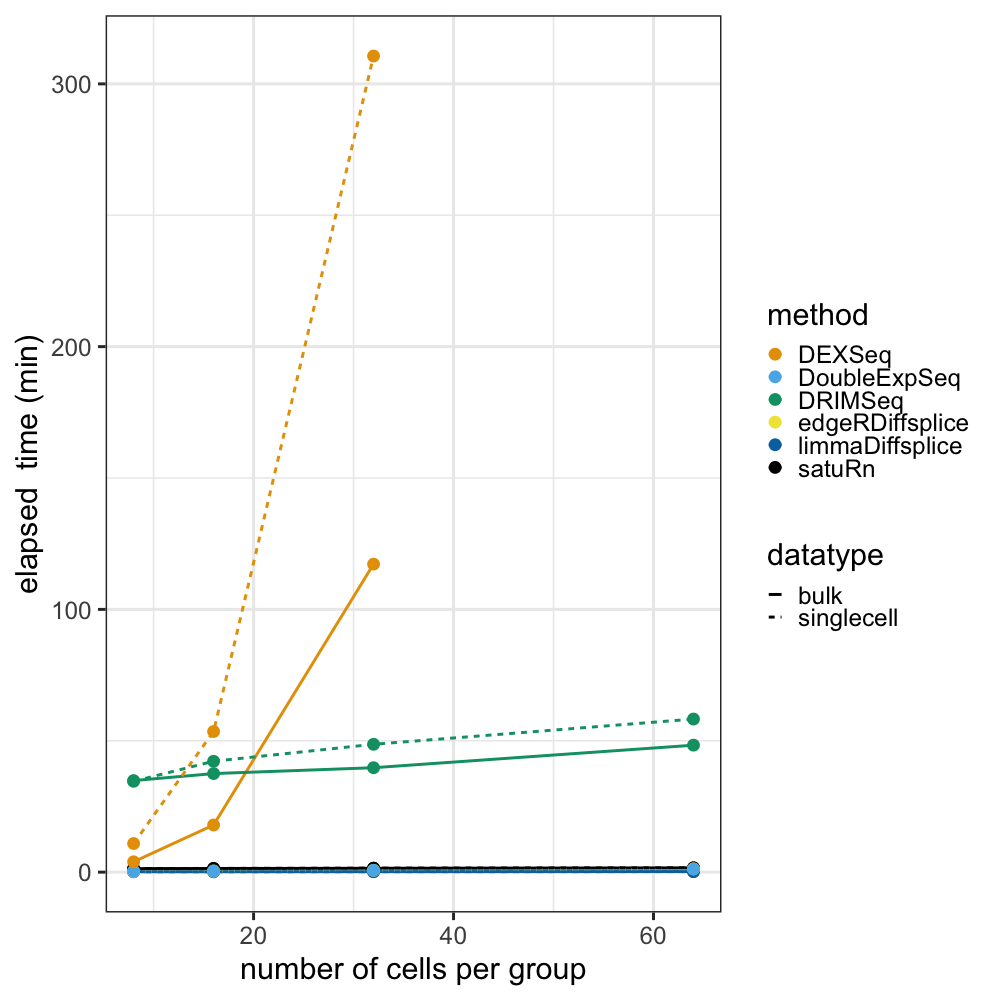 300
200
100
0
elapsed  time (min)
20
40
60
number of cells per group
method
DEXSeq
DoubleExpSeq
DRIMSeq
edgeRDiffsplice
limmaDiffsplice
satuRn
datatype
bulk
singlecell